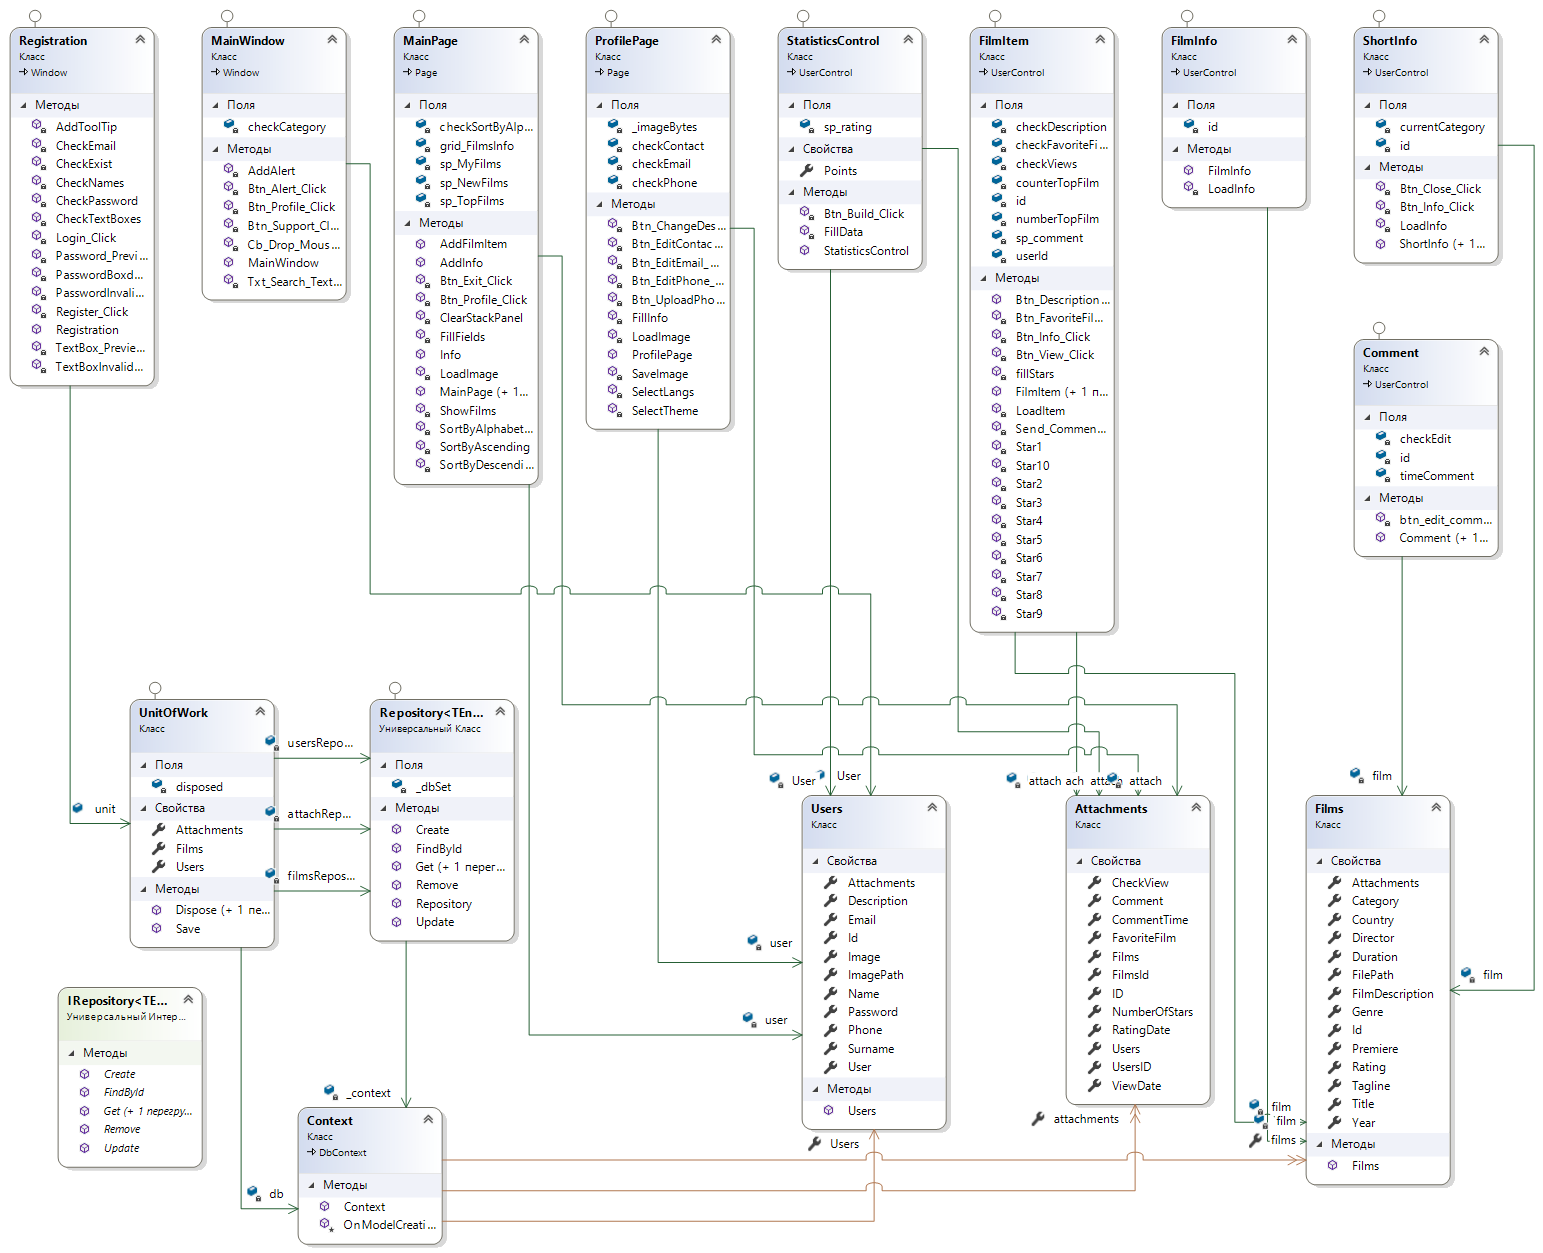 Registration
Класс
Window
Методы
AddToolTip
CheckEmail
CheckExist
CheckNames
CheckPassword
CheckTextBoxes
Login_Click
Password_Previ...
PasswordBoxd...
PasswordInvali...
Register_Click
Registration
TextBox_Previe...
TextBoxInvalid...
MainWindow
Класс
Window
Поля
checkCategory
Методы
AddAlert
Btn_Alert_Click
Btn_Profile_Click
Btn_Support_Cl...
Cb_Drop_Mous...
MainWindow
Txt_Search_Text...
MainPage
Класс
Page
Поля
checkSortByAlp...
grid_FilmsInfo
sp_MyFilms
sp_NewFilms
sp_TopFilms
Методы
AddFilmItem
AddInfo
Btn_Exit_Click
Btn_Profile_Click
ClearStackPanel
FillFields
Info
LoadImage
MainPage (+ 1...
ShowFilms
SortByAlphabet...
SortByAscending
SortByDescendi...
ProfilePage
Класс
Page
Поля
_imageBytes
checkContact
checkEmail
checkPhone
Методы
Btn_ChangeDes...
Btn_EditContac...
Btn_EditEmail_...
Btn_EditPhone_...
Btn_UploadPho...
FillInfo
LoadImage
ProfilePage
SaveImage
SelectLangs
SelectTheme
StatisticsControl
Класс
UserControl
Поля
sp_rating
Свойства
Points
Методы
Btn_Build_Click
FillData
StatisticsControl
FilmItem
Класс
UserControl
Поля
checkDescription
checkFavoriteFi...
checkViews
counterTopFilm
id
numberTopFilm
sp_comment
userId
Методы
Btn_Description...
Btn_FavoriteFil...
Btn_Info_Click
Btn_View_Click
fillStars
FilmItem (+ 1 п...
LoadItem
Send_Commen...
Star1
Star10
Star2
Star3
Star4
Star5
Star6
Star7
Star8
Star9
FilmInfo
Класс
UserControl
Поля
id
Методы
FilmInfo
LoadInfo
ShortInfo
Класс
UserControl
Поля
currentCategory
id
Методы
Btn_Close_Click
Btn_Info_Click
LoadInfo
ShortInfo (+ 1...
Comment
Класс
UserControl
Поля
checkEdit
id
timeComment
Методы
btn_edit_comm...
Comment (+ 1...
unit
UnitOfWork
Класс
Поля
disposed
Свойства
Attachments
Films
Users
Методы
Dispose (+ 1 пе...
Save
usersRepo...
attachRep...
filmsRepos...
Repository<TEn...
Универсальный Класс
Поля
_dbSet
Методы
Create
FindById
Get (+ 1 перег...
Remove
Repository
Update
IRepository<TE...
Универсальный Интер...
Методы
Create
FindById
Get (+ 1 перегру...
Remove
Update
_context
db
Context
Класс
DbContext
Методы
Context
OnModelCreati...
User
User
user
user
Users
Класс
Свойства
Attachments
Description
Email
Id
Image
ImagePath
Name
Password
Phone
Surname
User
Методы
Users
Users
attach
attach
Attachments
Класс
Свойства
CheckView
Comment
CommentTime
FavoriteFilm
Films
FilmsId
ID
NumberOfStars
RatingDate
Users
UsersID
ViewDate
attachments
film
film
film
film
films
Films
Класс
Свойства
Attachments
Category
Country
Director
Duration
FilePath
FilmDescription
Genre
Id
Premiere
Rating
Tagline
Title
Year
Методы
Films